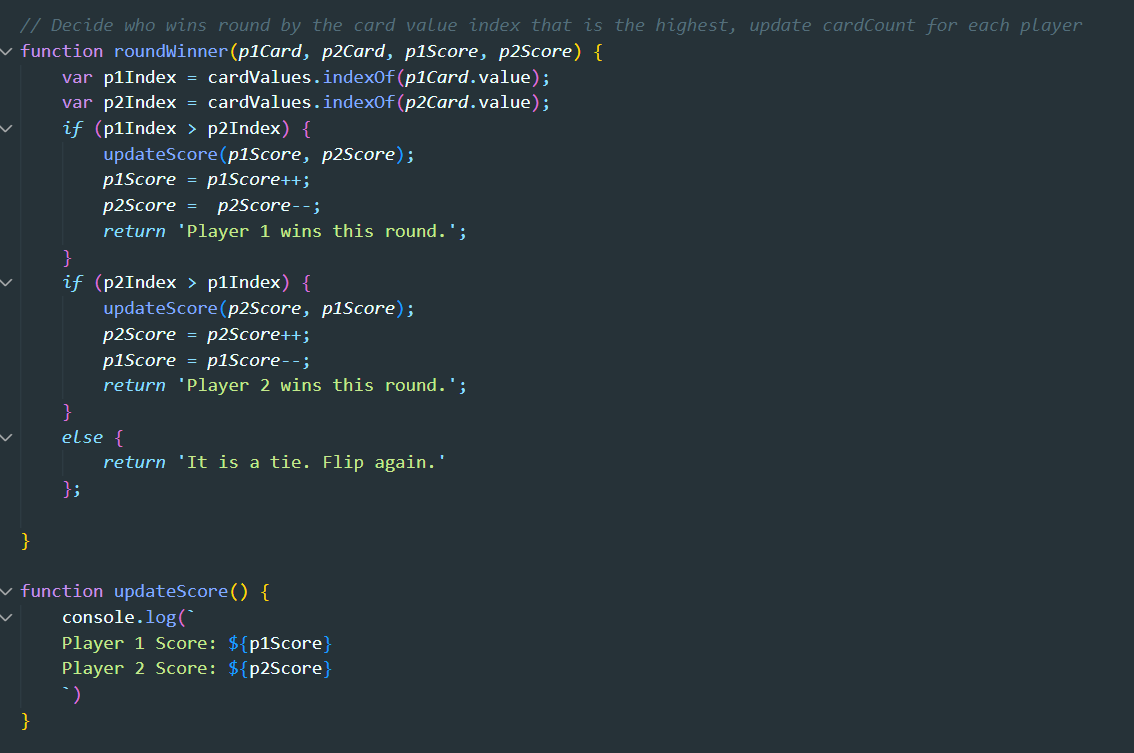 // Decide who wins round by the card value index that is the highest, update cardCount for each player
function roundWinner(p1Card, p2Card, p1Score, p2Score) {
    var p1Index = cardValues.indexOf(p1Card.value);
    var p2Index = cardValues.indexOf(p2Card.value);
    if (p1Index > p2Index) {
        updateScore(p1Score, p2Score);
        p1Score = p1Score++;
        p2Score =  p2Score--;
        return 'Player 1 wins this round.';
    }
    if (p2Index > p1Index) {
        updateScore(p2Score, p1Score);
        p2Score = p2Score++;
        p1Score = p1Score--;
        return 'Player 2 wins this round.';
    }
    else {
        return 'It is a tie. Flip again.'
    };
}
function updateScore() {
    console.log(`
    Player 1 Score: ${p1Score}
    Player 2 Score: ${p2Score}
    `)
}